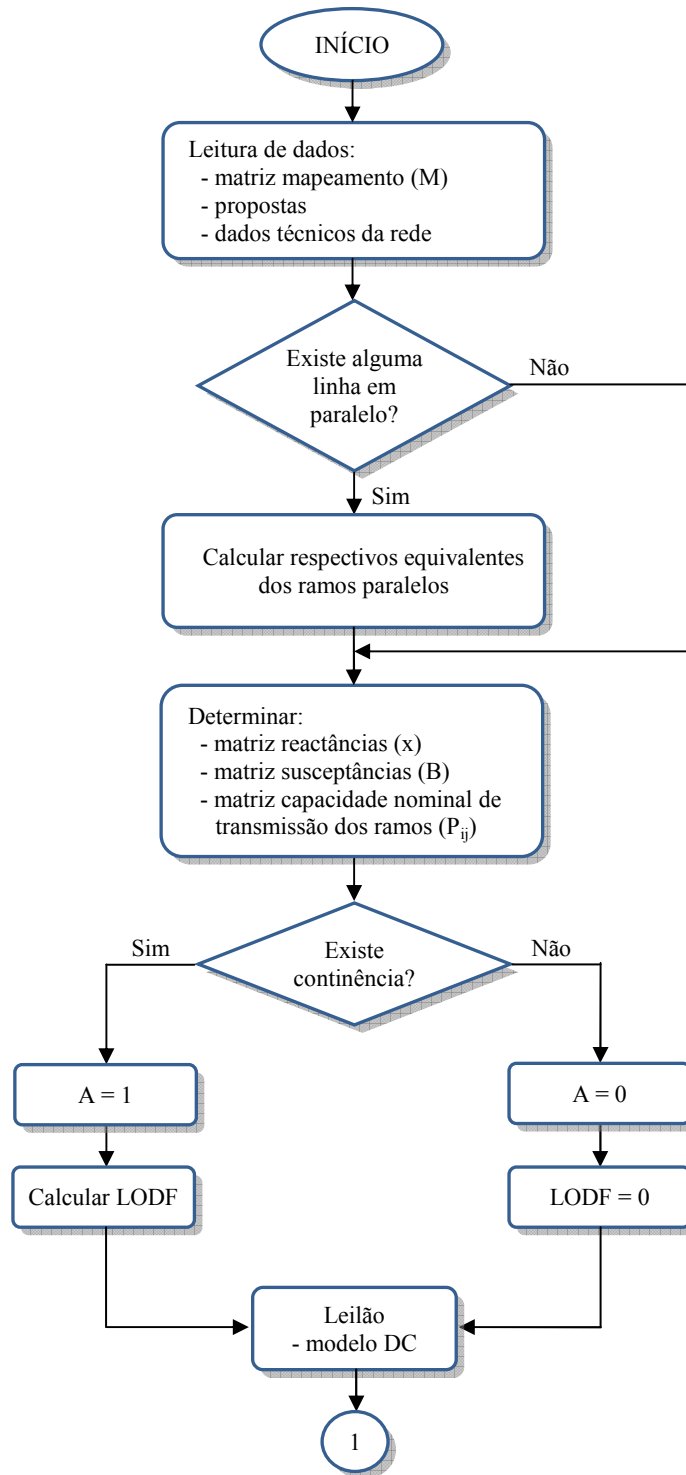 INÍCIO
Leitura de dados:
- matriz mapeamento (M)
- propostas
- dados técnicos da rede
Existe alguma
linha em
paralelo?
Não
Sim
Calcular respectivos equivalentes
dos ramos paralelos
Determinar:
- matriz reactâncias (x)
- matriz susceptâncias (B)
- matriz capacidade nominal de
transmissão dos ramos (Pij)
Sim
Existe
continência?
Não
A = 1
A = 0
Calcular LODF
LODF = 0
Leilão
- modelo DC
1